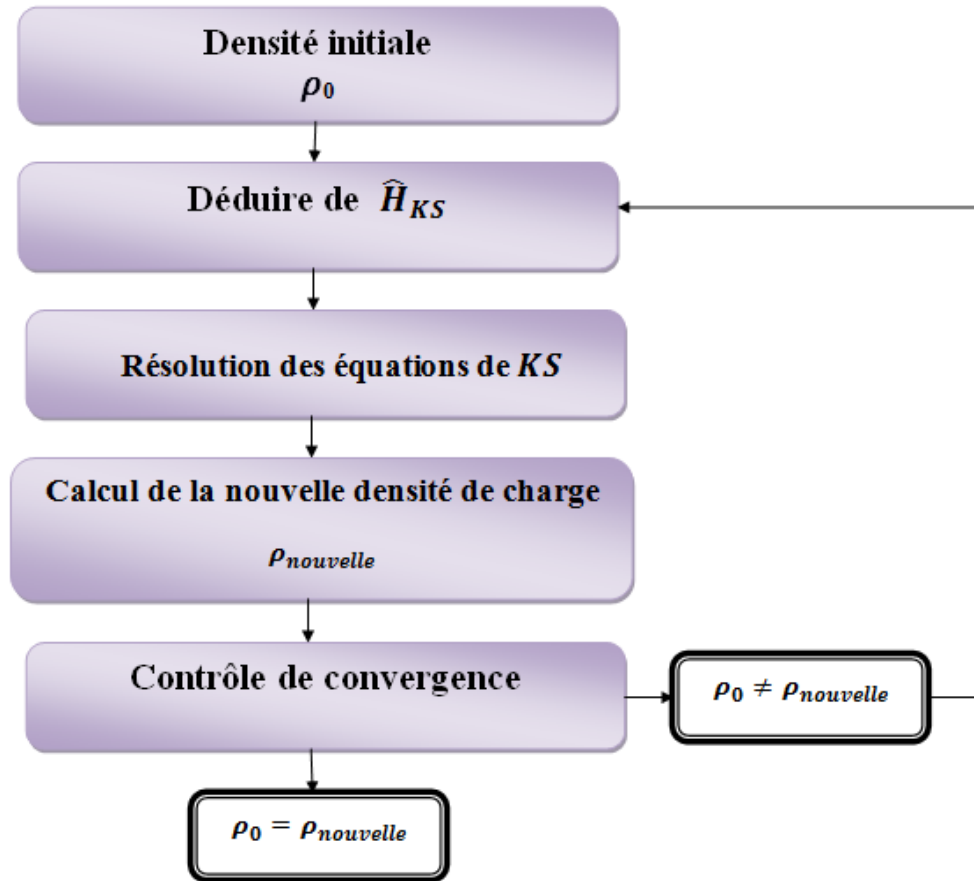 Densité initiale
ρ₀
Déduire de Ĥ_KS
Résolution des équations de KS
Calcul de la nouvelle densité de charge
ρ_nouvelle
Contrôle de convergence
ρ₀ ≠ ρ_nouvelle
ρ₀ = ρ_nouvelle